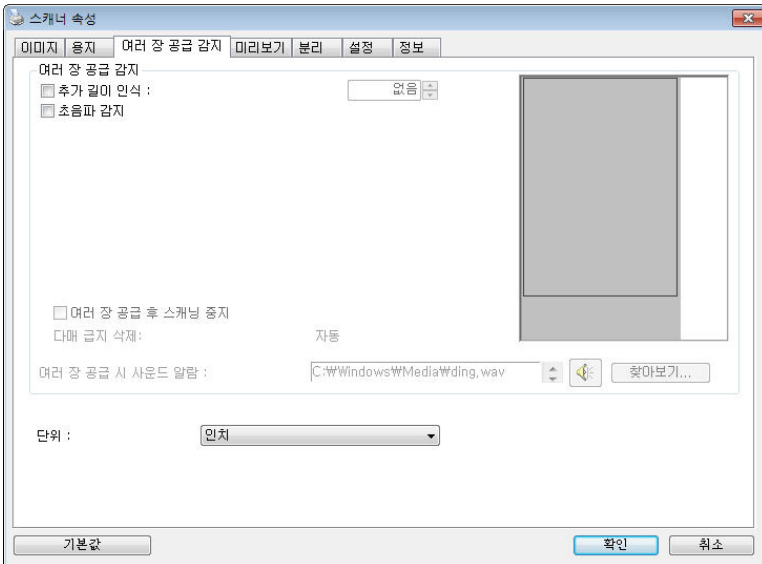 스캐너 속성
이미지 용지 여러 장 공급 감지 미리보기 분리 설정 정보
여러 장 공급 감지
추가 길이 인식 : 없음
초음파 감지
여러 장 공급 후 스캐닝 중지
다매 급지 삭제: 자동
여러 장 공급 시 사운드 알람 : C:₩Windows₩Media₩ding,wav 찾아보기...
단위 : 인치
기본값 확인 취소